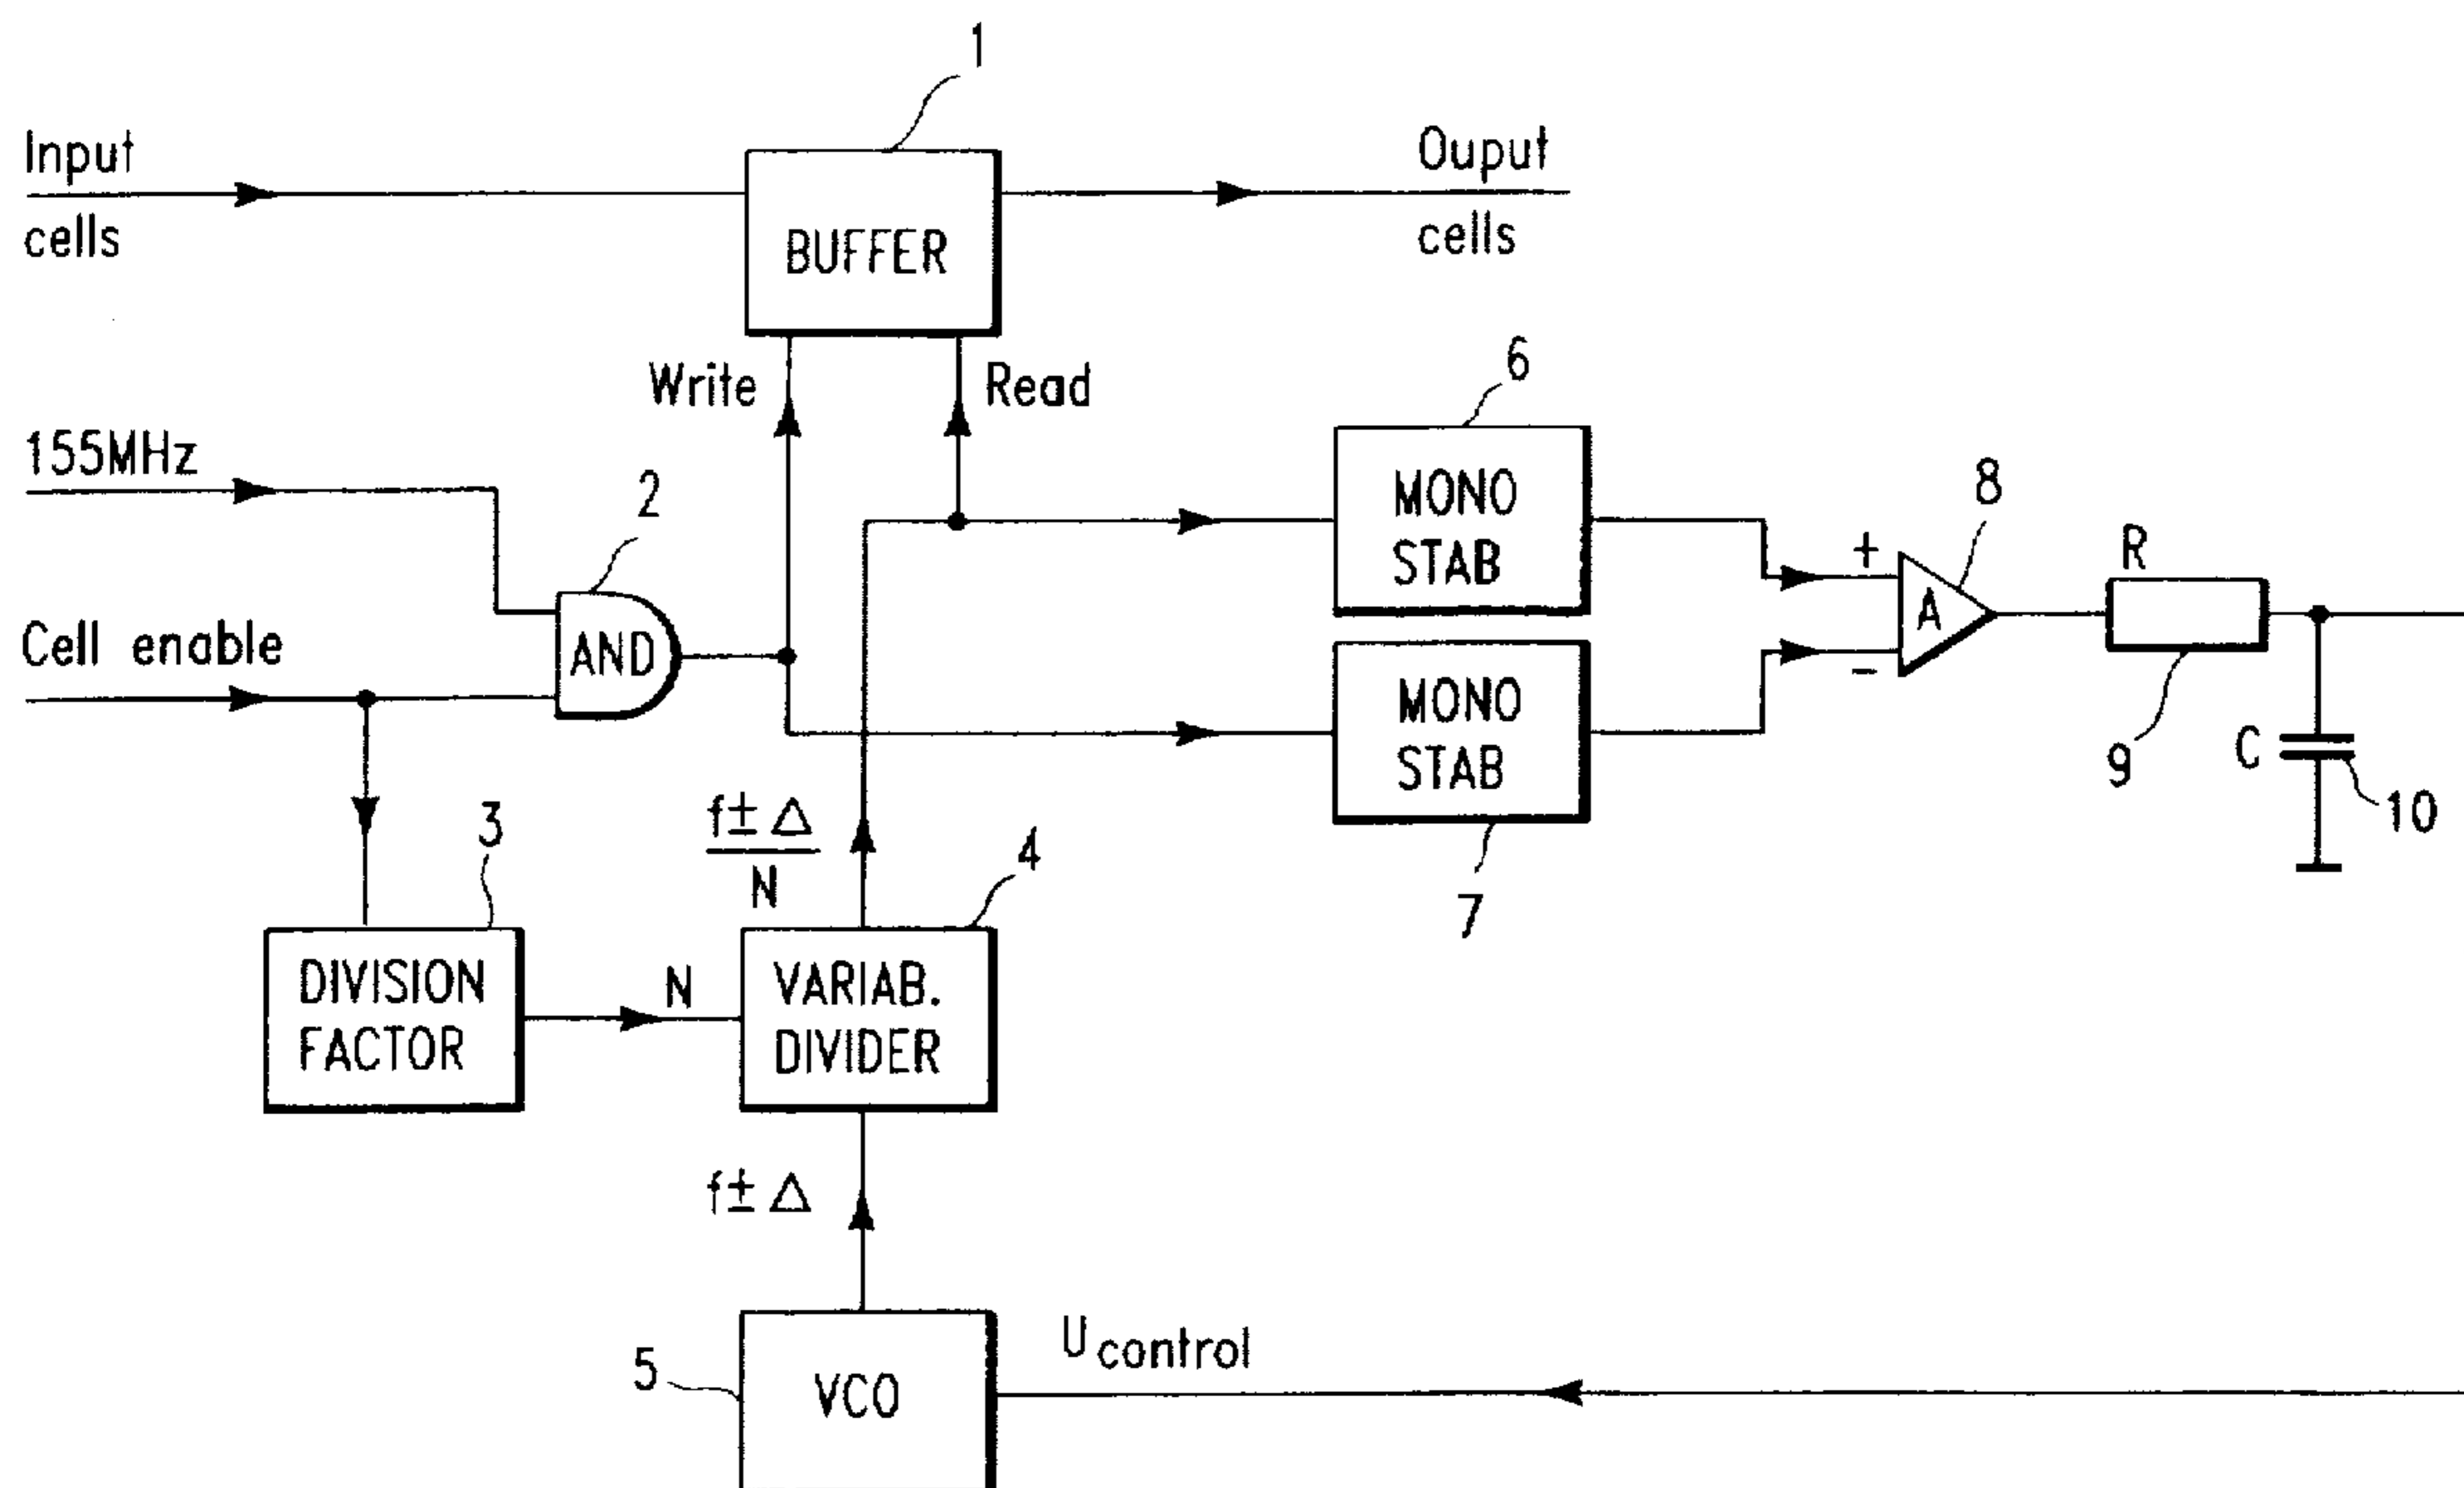 1
Input
cells
BUFFER
Ouput
cells
Write
Read
6
155MHz
2
MONO
STAB
8
+
A
-
R
Cell enable
AND
MONO
STAB
9
C
10
7
f± Δ
N
3
4
DIVISION
FACTOR
N
VARIAB.
DIVIDER
f± Δ
5
VCO
Ucontrol